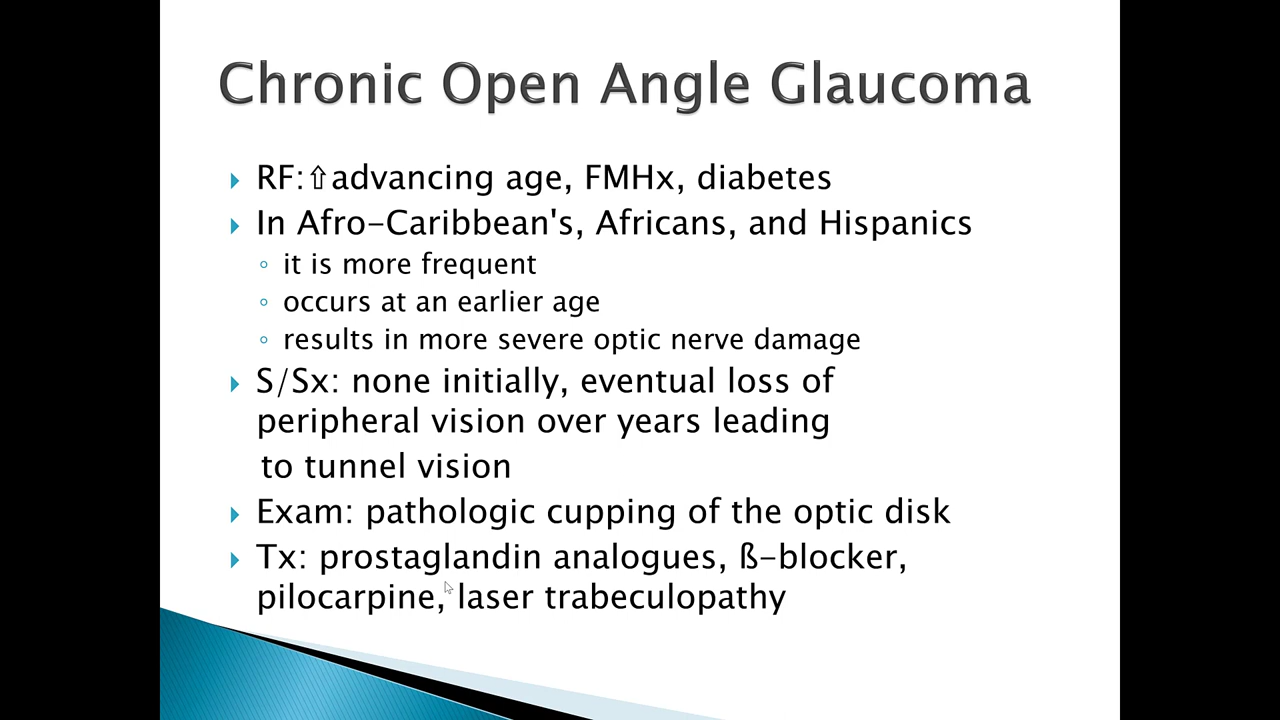 Chronic Open Angle Glaucoma
RF:⇧advancing age, FMHx, diabetes
In Afro-Caribbean's, Africans, and Hispanics
it is more frequent
occurs at an earlier age
results in more severe optic nerve damage
S/Sx: none initially, eventual loss of
peripheral vision over years leading
to tunnel vision
Exam: pathologic cupping of the optic disk
Tx: prostaglandin analogues, ß-blocker,
pilocarpine, laser trabeculopathy